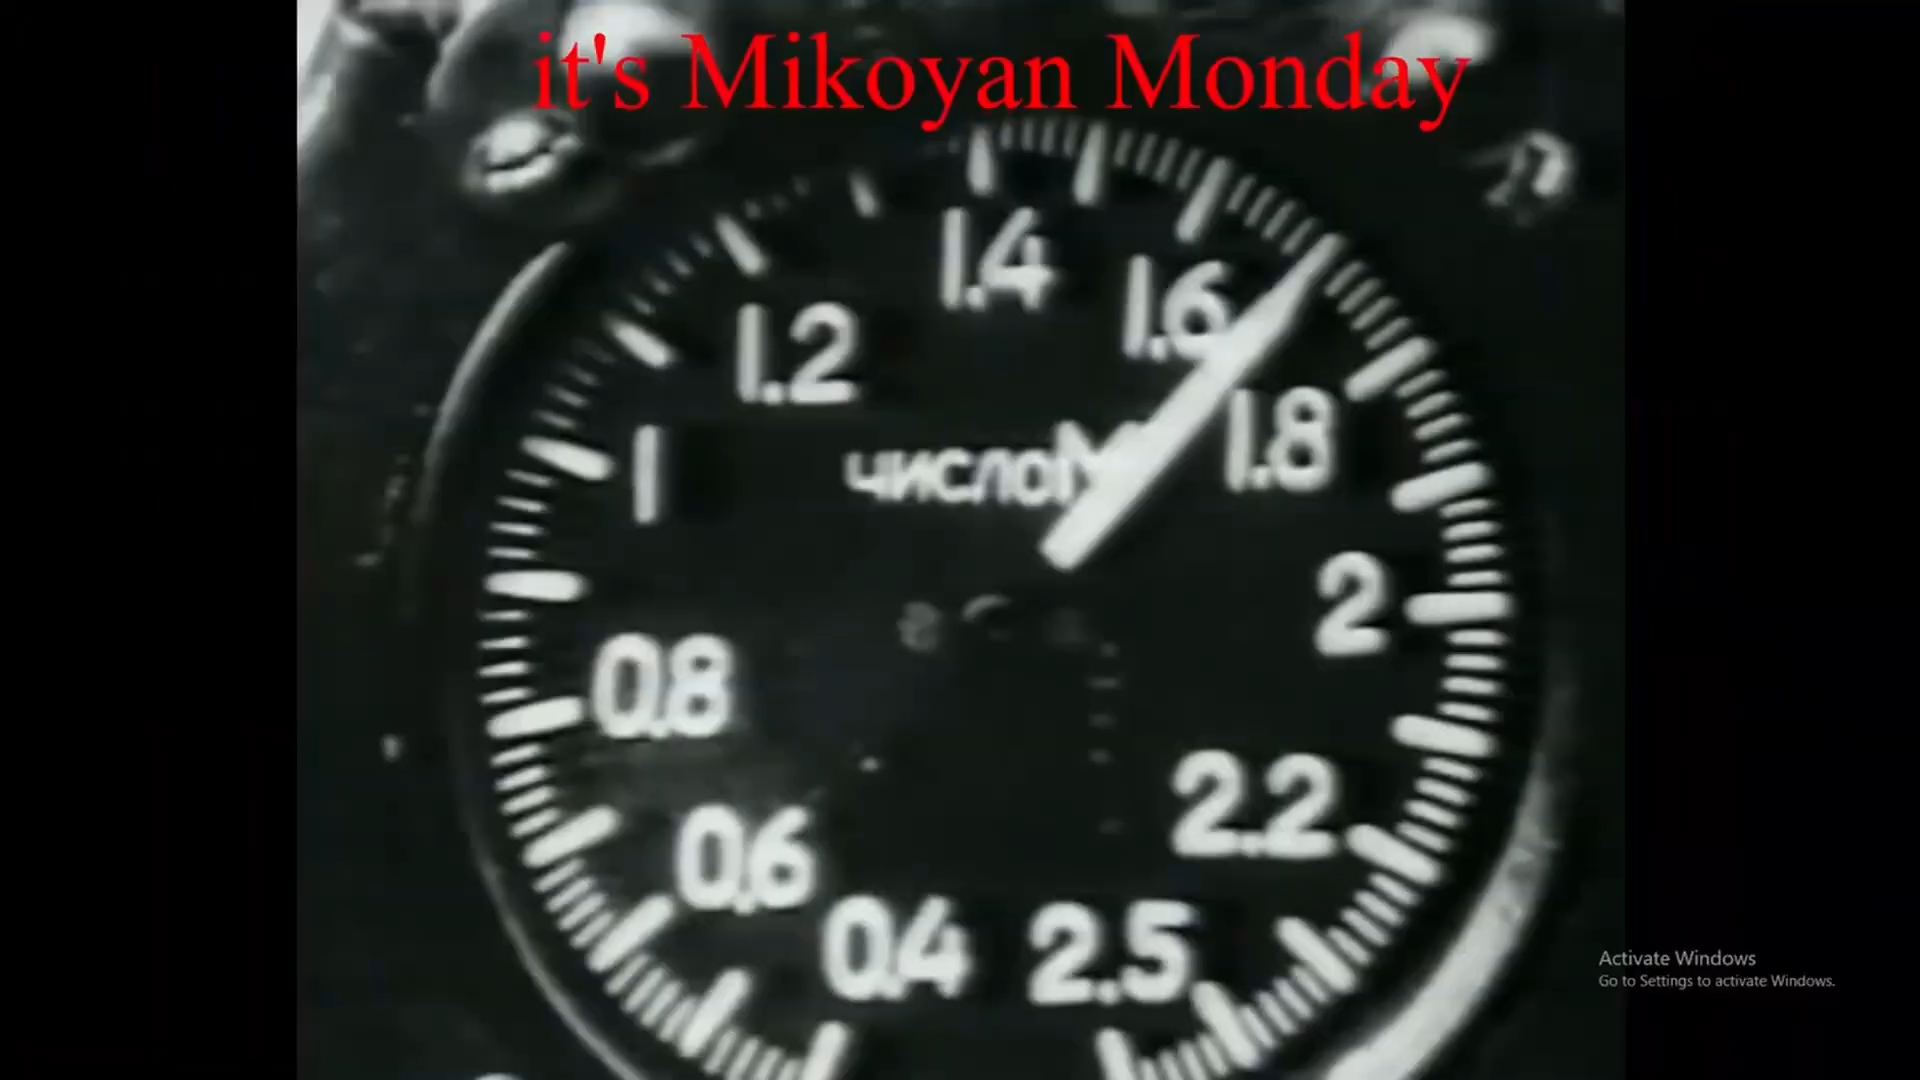 it's Mikoyan Monday
1.4
1.6
1.2
1.8
1
числоM
2
0.8
2.2
0.6
0.4
2.5
Activate Windows
Go to Settings to activate Windows.